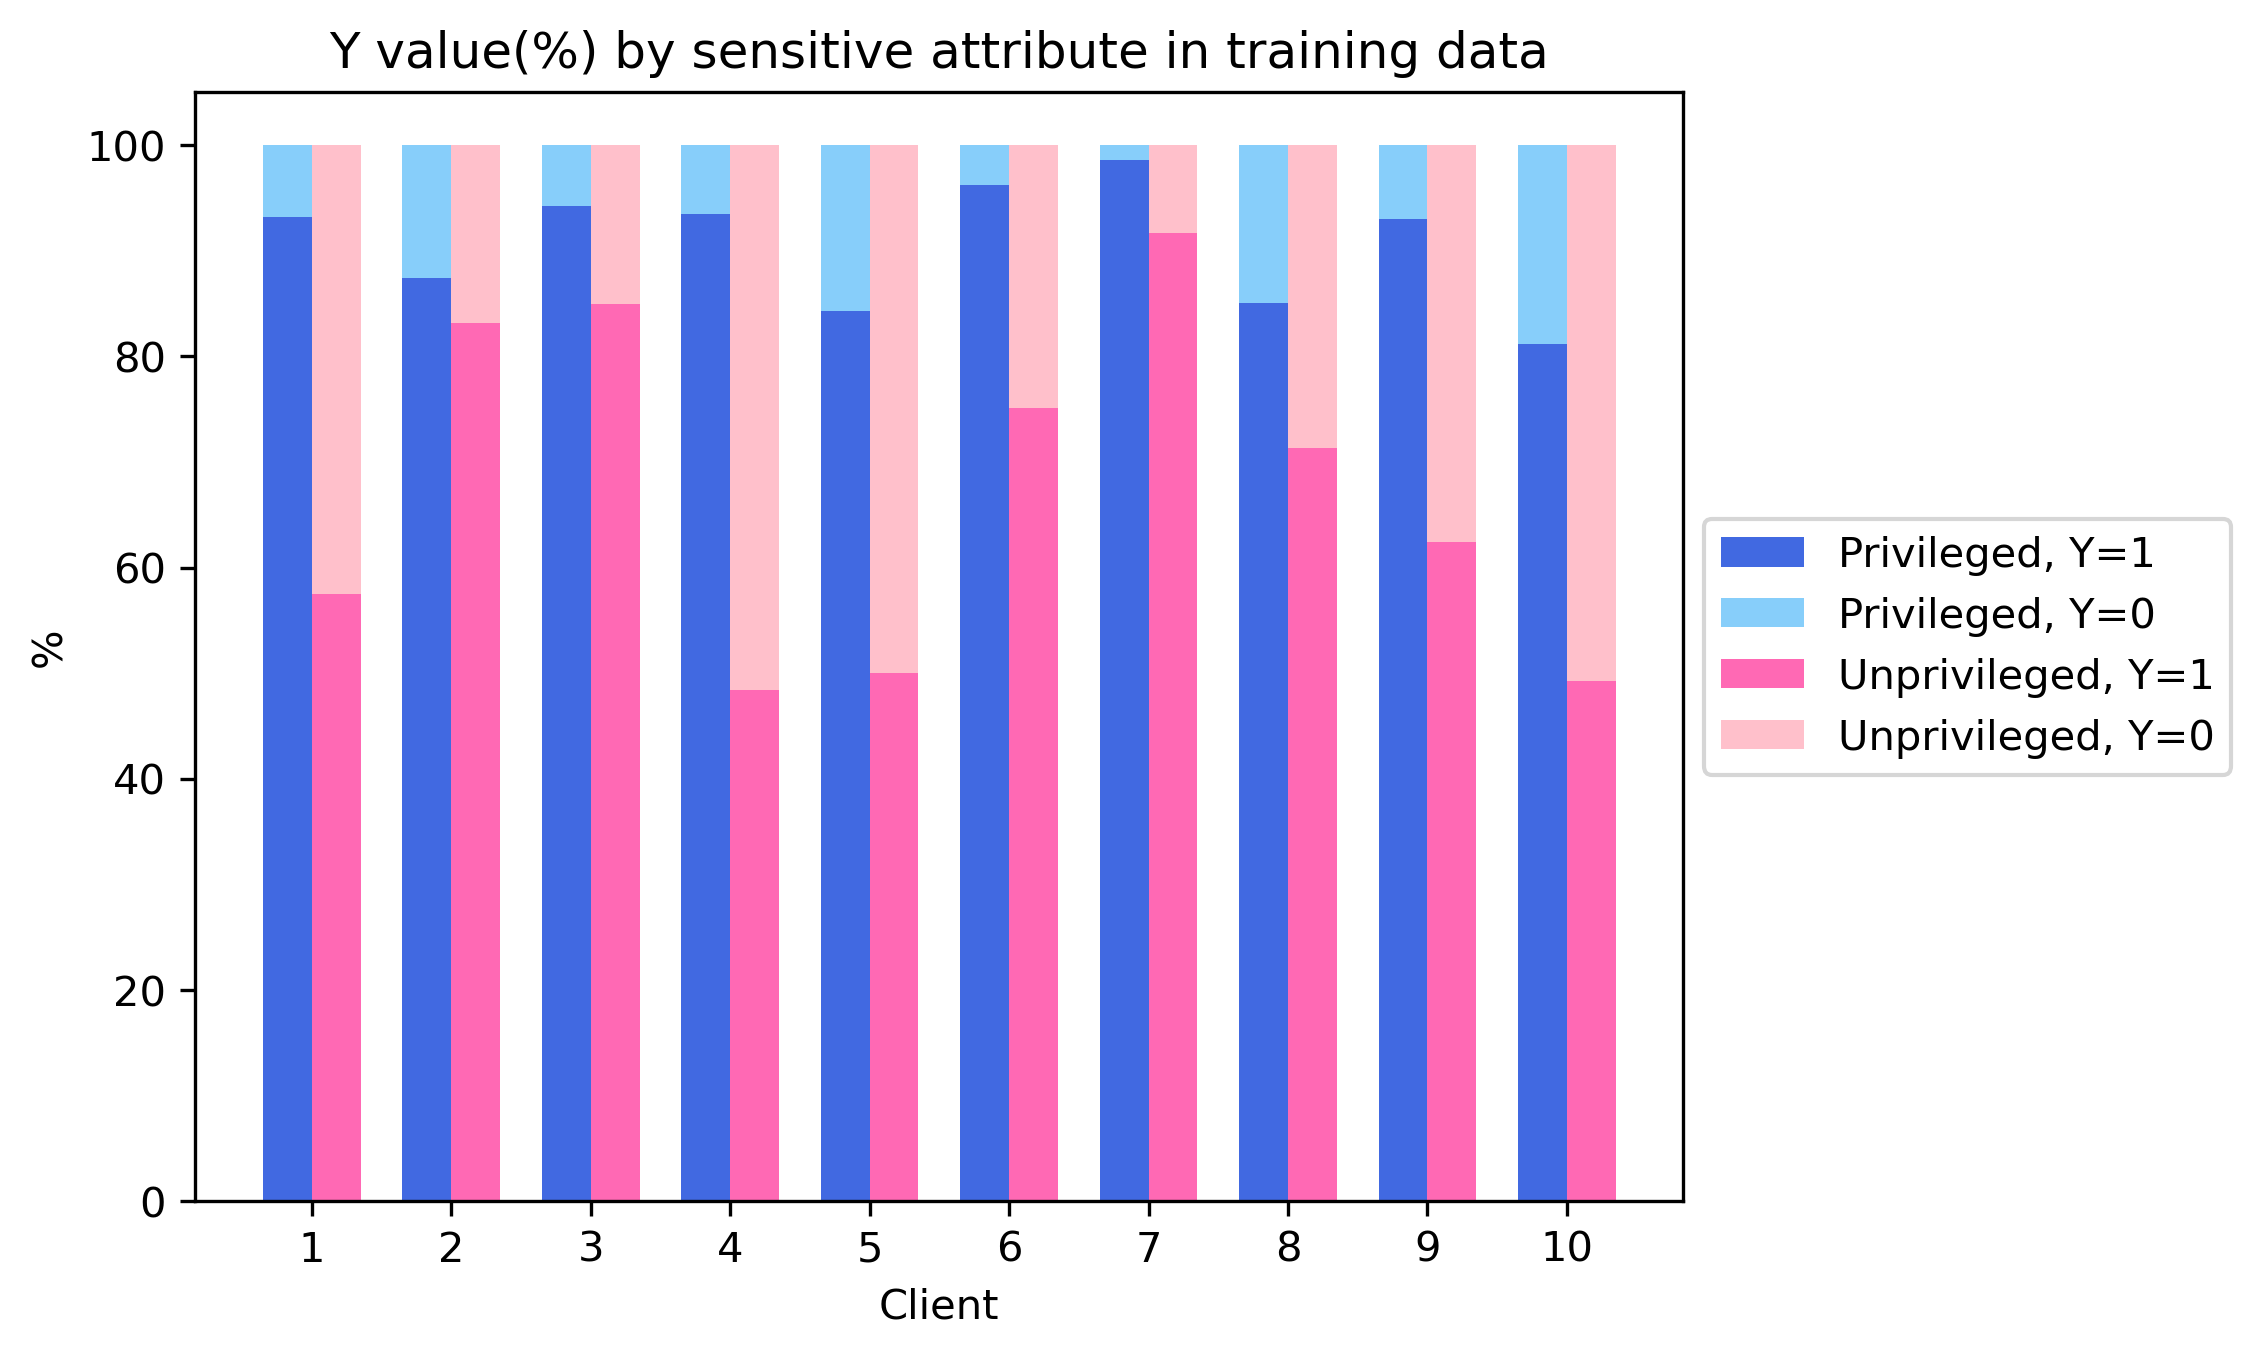 Y value(%) by sensitive attribute in training data
100
80
60
40
20
0
%
1 2 3 4 5 6 7 8 9 10
Client
Privileged, Y=1
Privileged, Y=0
Unprivileged, Y=1
Unprivileged, Y=0